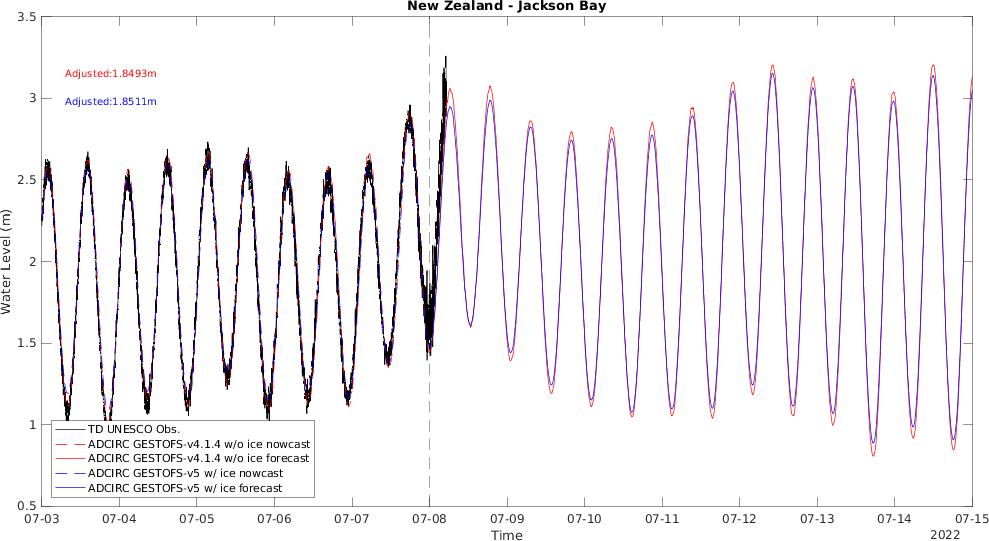 New Zealand - Jackson Bay
3.5
3
2.5
2
1.5
1
0.5
Water Level (m)
Adjusted:1.8493m
Adjusted:1.8511m
TD UNESCO Obs.
ADCIRC GESTOFS-v4.1.4 w/o ice nowcast
ADCIRC GESTOFS-v4.1.4 w/o ice forecast
ADCIRC GESTOFS-v5 w/ ice nowcast
ADCIRC GESTOFS-v5 w/ ice forecast
07-03 07-04 07-05 07-06 07-07 07-08 07-09 07-10 07-11 07-12 07-13 07-14 07-15
Time
2022